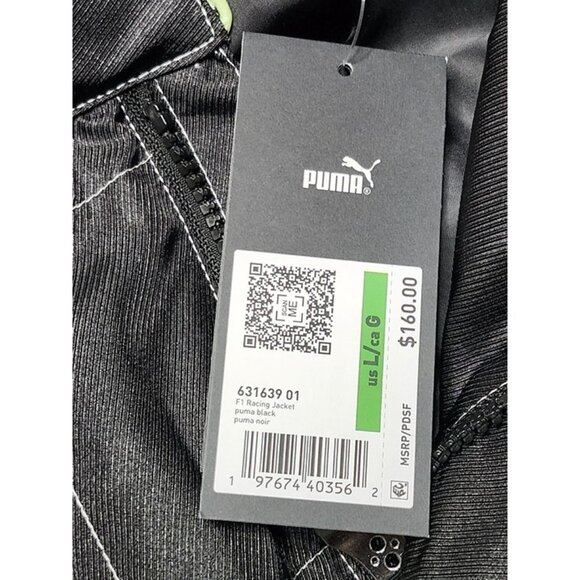 PUMA®
SCAN
ME
us L/ca G
$160.00
MSRP/PDSF
631639 01
F1 Racing Jacket
puma black
puma noir
1 97674 40356 2